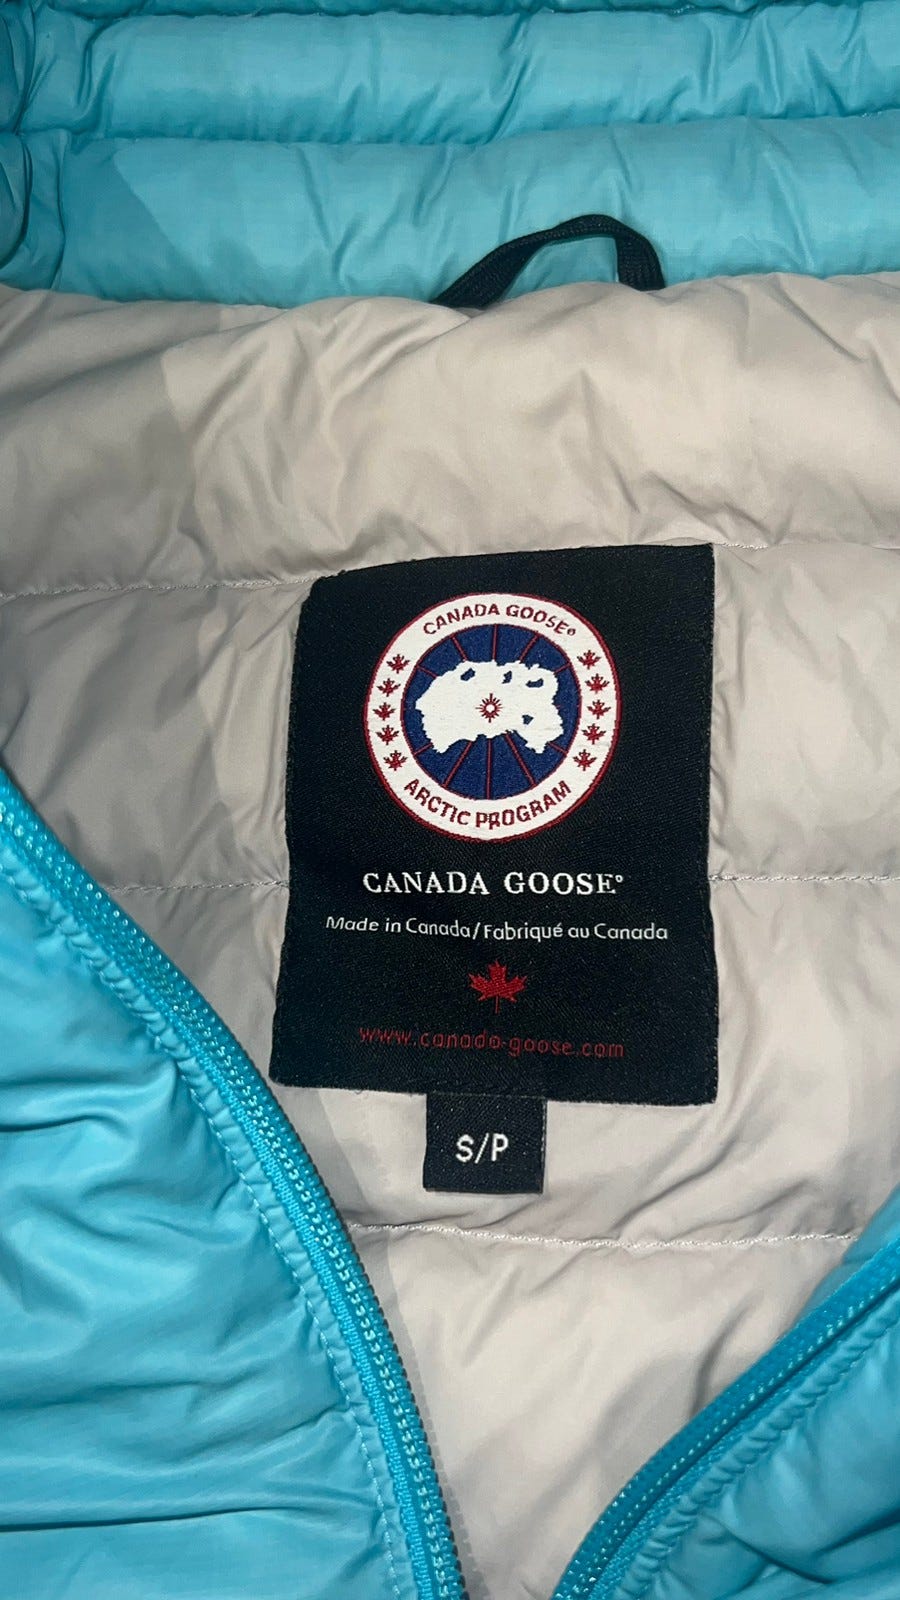 CANADA GOOSE®
ARCTIC PROGRAM
CANADA GOOSE®
Made in Canada/Fabriqué au Canada
www.canada-goose.com
S/P